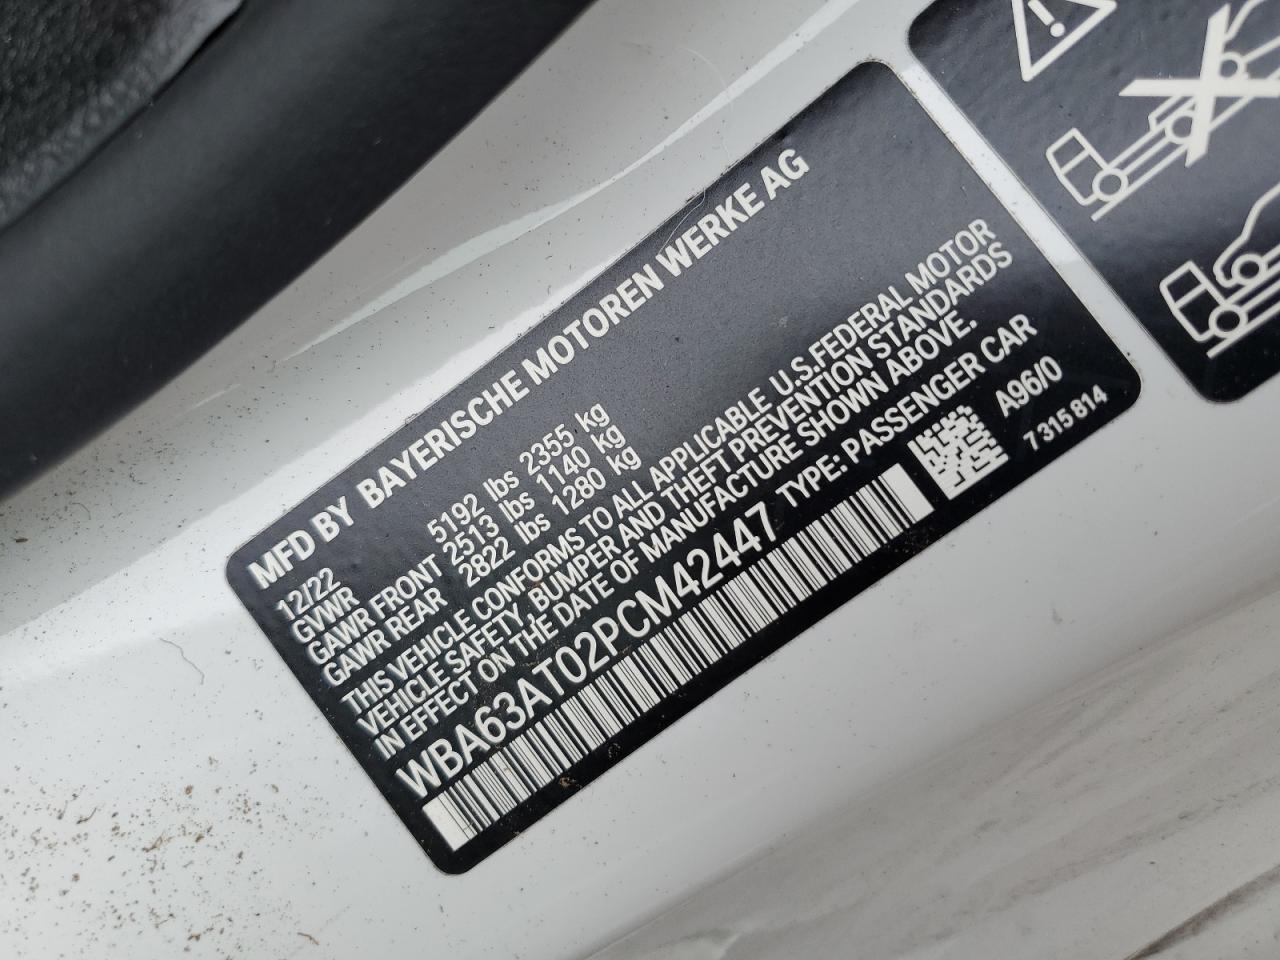 MFD BY BAYERISCHE MOTOREN WERKE AG
12/22
GVWR 5192 lbs 2355 kg
GAWR FRONT 2513 lbs 1140 kg
GAWR REAR 2822 lbs 1280 kg
THIS VEHICLE CONFORMS TO ALL APPLICABLE U.S.FEDERAL MOTOR
VEHICLE SAFETY, BUMPER AND THEFT PREVENTION STANDARDS
IN EFFECT ON THE DATE OF MANUFACTURE SHOWN ABOVE.
WBA63AT02PCM42447 TYPE: PASSENGER CAR
A96/0
7 315 814